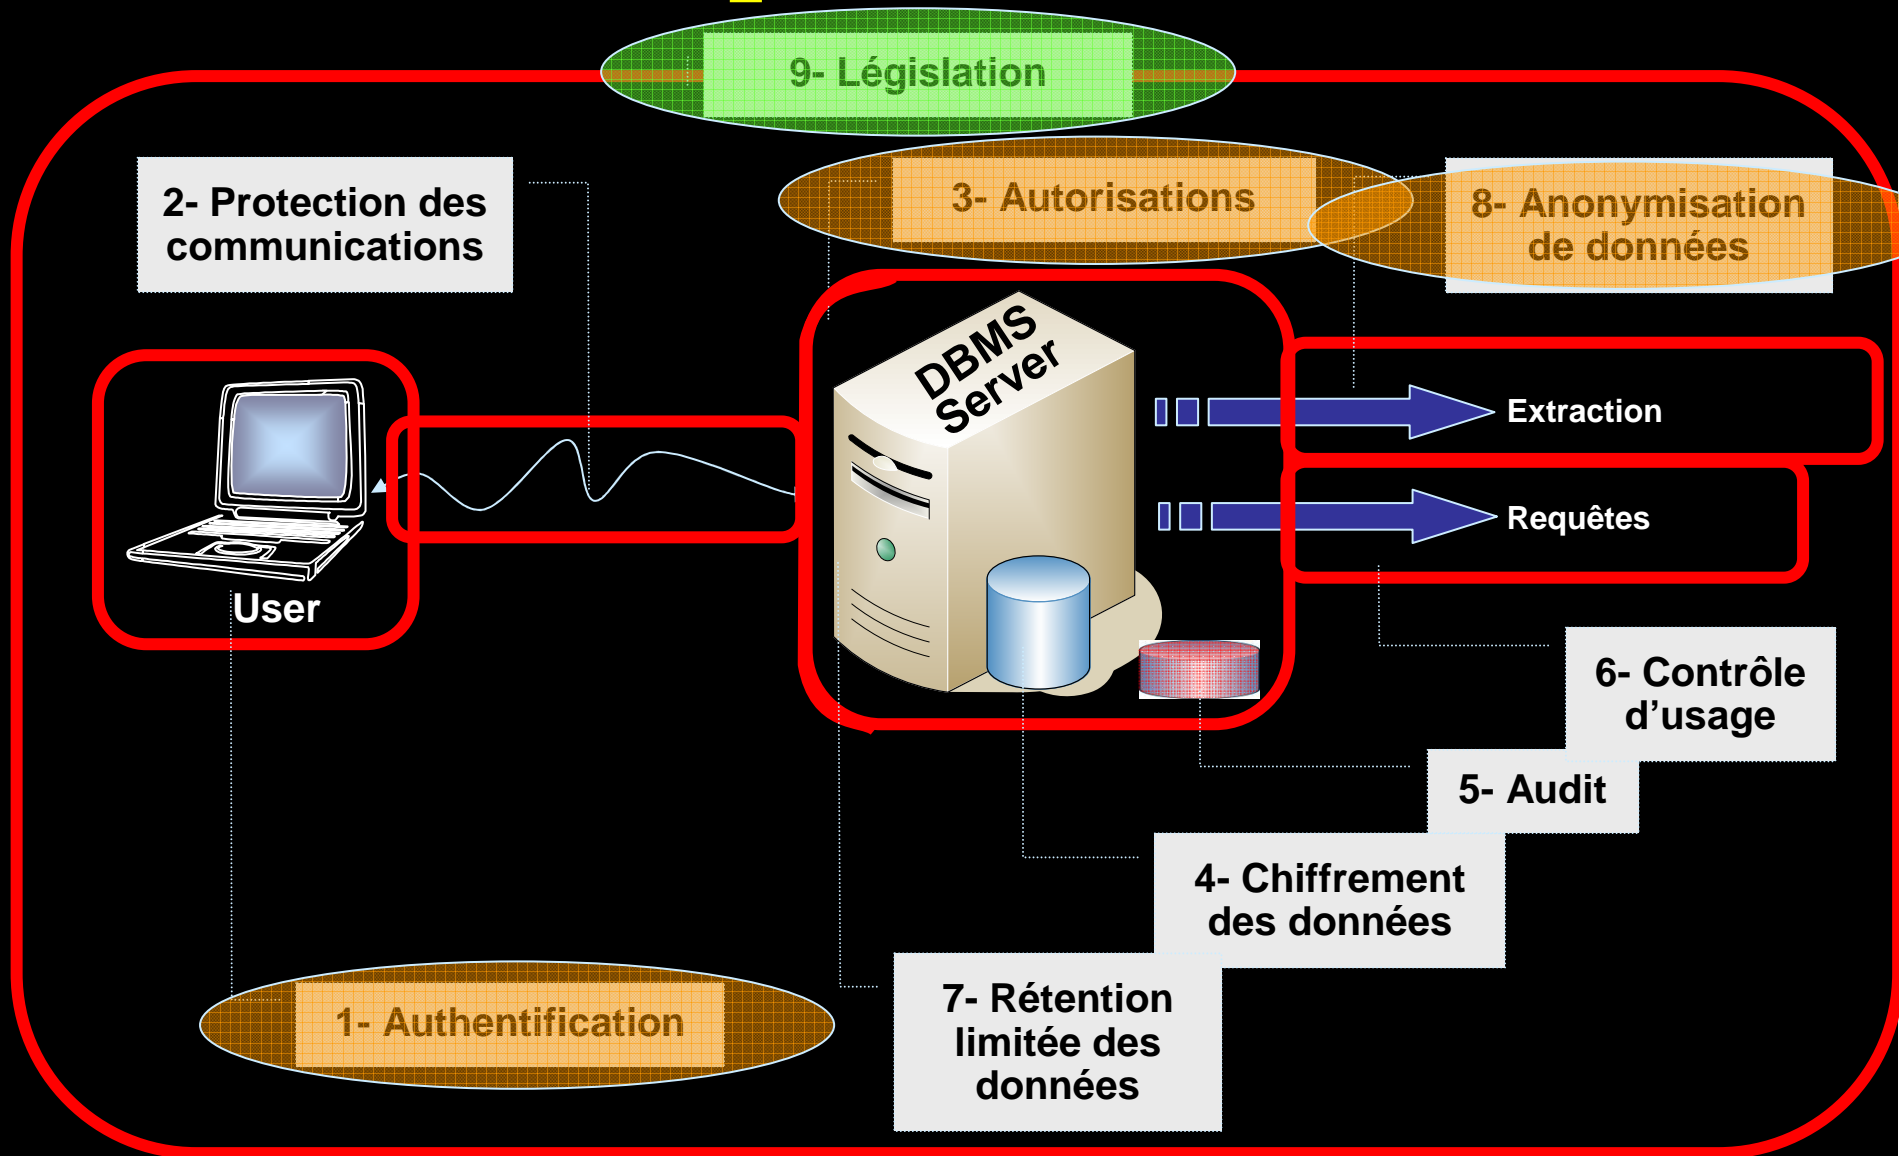 9- Législation
2- Protection des
communications
3- Autorisations
8- Anonymisation
de données
DBMS
Server
Extraction
Requêtes
User
6- Contrôle
d’usage
5- Audit
4- Chiffrement
des données
7- Rétention
limitée des
données
1- Authentification